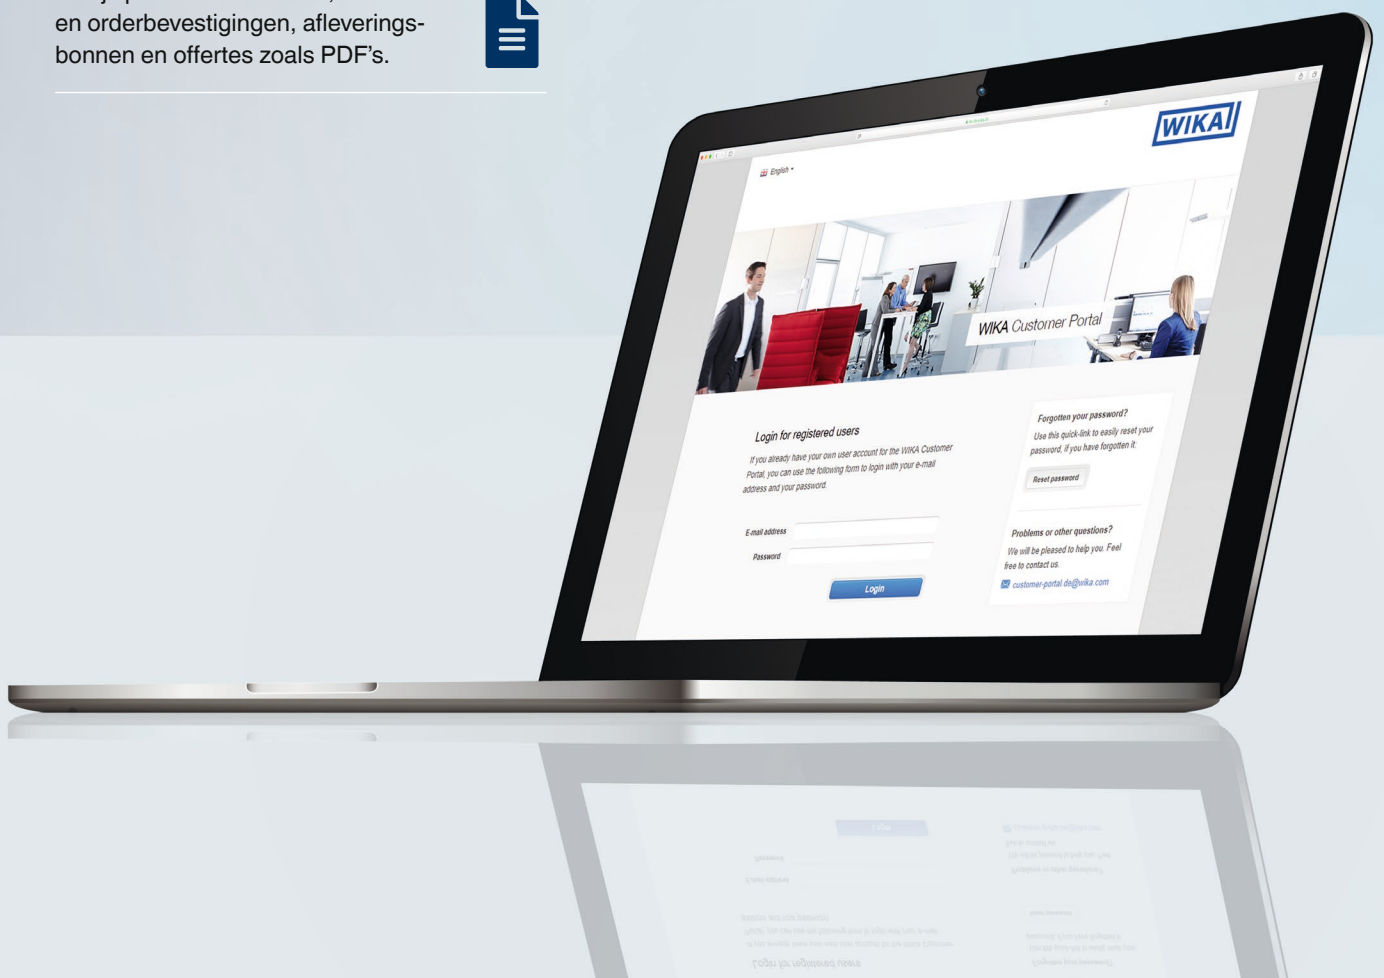 en orderbevestigingen, afleverings-
bonnen en offertes zoals PDF's.
WIKA
English
WIKA Customer Portal
Login for registered users
If you already have your own user account for the WIKA Customer
Portal, you can use the following form to login with your e-mail
address and your password.
E-mail address
Password
Login
Forgotten your password?
Use this quick-link to easily reset your
password, if you have forgotten it:
Reset password
Problems or other questions?
We will be pleased to help you. Feel
free to contact us.
customer-portal.de@wika.com